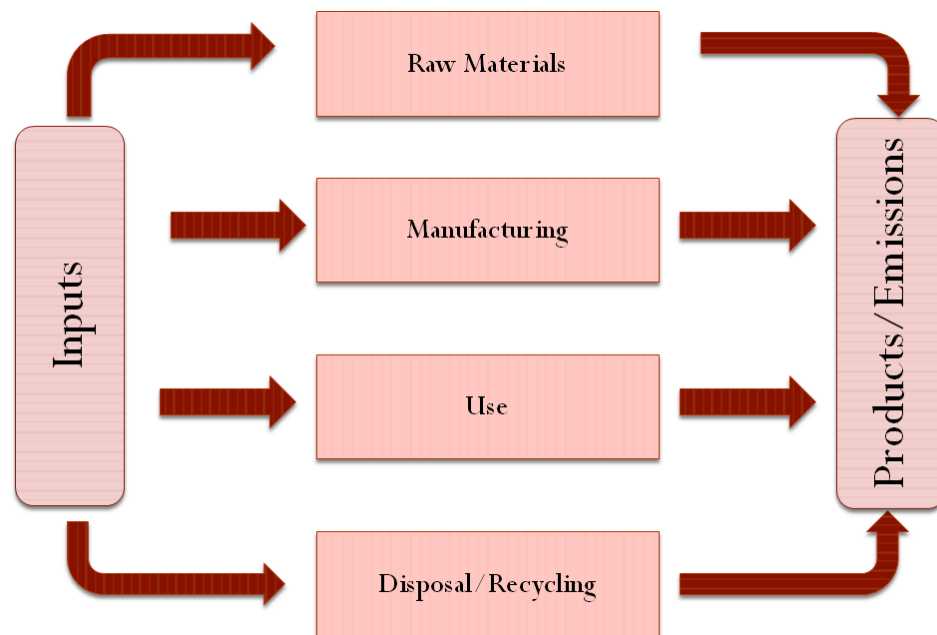 Raw Materials
Manufacturing
Inputs
Use
Products/Emissions
Disposal/Recycling